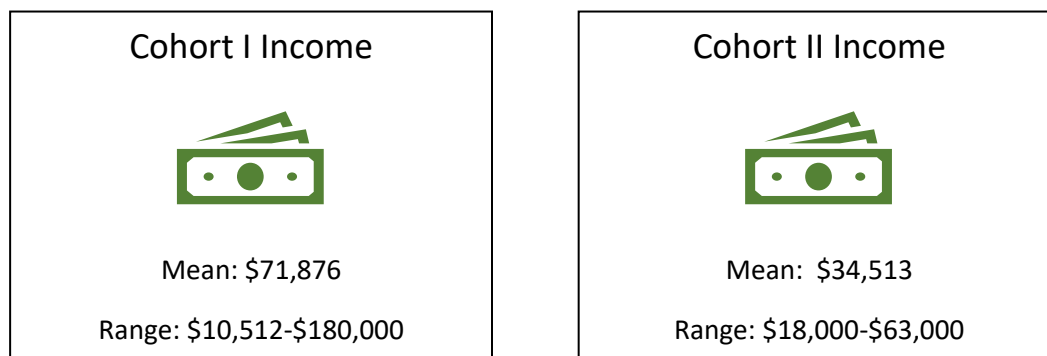 Cohort I Income
Mean: $71,876
Range: $10,512-$180,000
Cohort II Income
Mean:  $34,513
Range: $18,000-$63,000